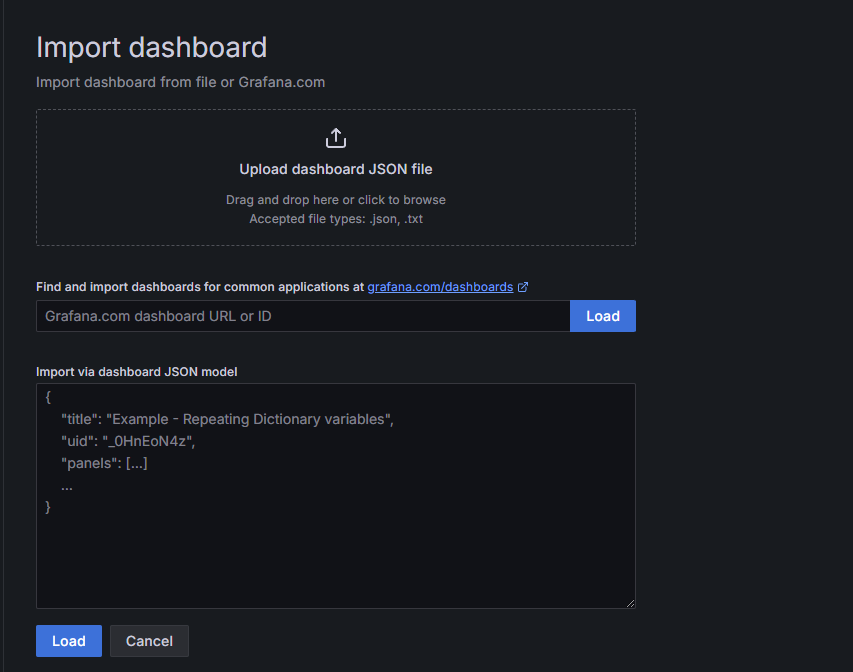 Import dashboard
Import dashboard from file or Grafana.com
Upload dashboard JSON file
Drag and drop here or click to browse
Accepted file types: .json, .txt
Find and import dashboards for common applications at grafana.com/dashboards
Grafana.com dashboard URL or ID
Load
Import via dashboard JSON model
{
"title": "Example - Repeating Dictionary variables",
"uid": "_0HnEoN4z",
"panels": [...]
...
}
Load
Cancel